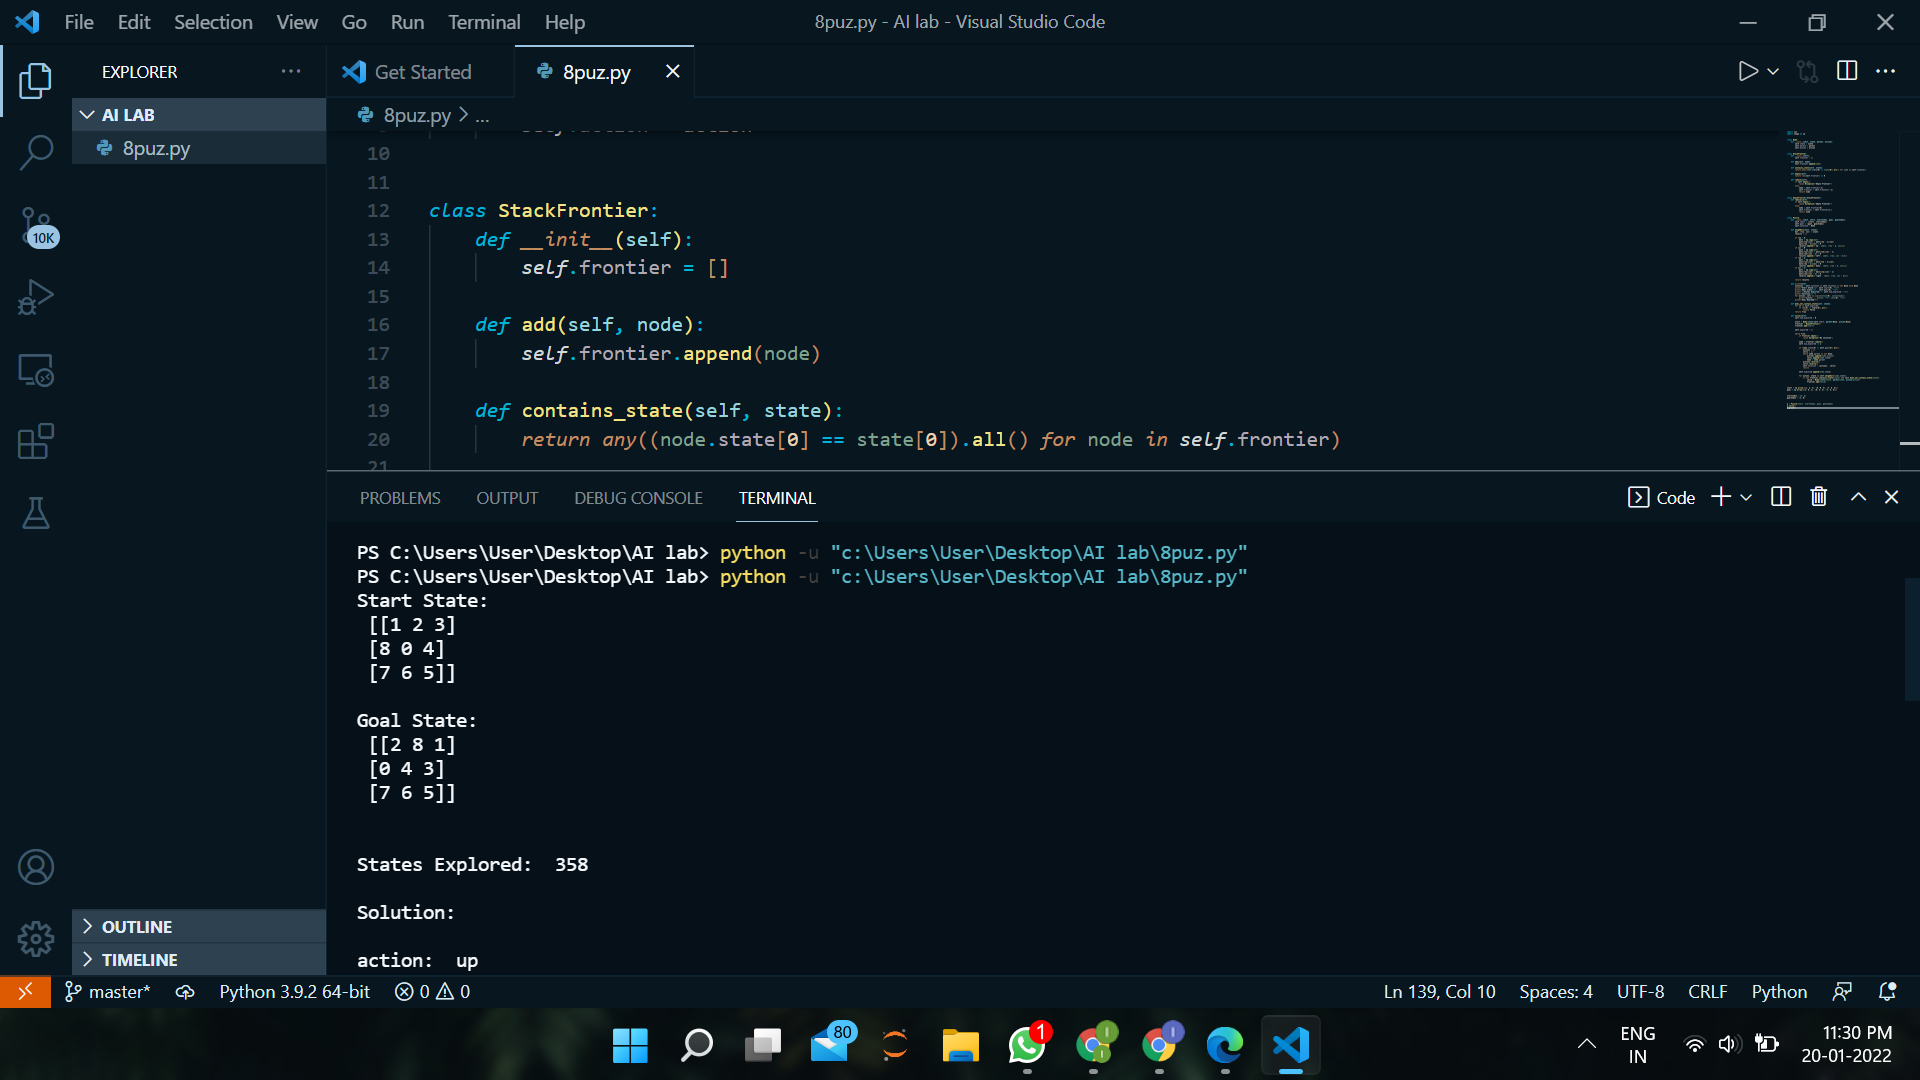 File Edit Selection View Go Run Terminal Help
8puz.py - AI lab - Visual Studio Code
EXPLORER
Get Started
8puz.py
AI LAB
8puz.py
8puz.py > ...
10
11
12 class StackFrontier:
13 def __init__(self):
14 self.frontier = []
15
16 def add(self, node):
17 self.frontier.append(node)
18
19 def contains_state(self, state):
20 return any((node.state[0] == state[0]).all() for node in self.frontier)
21
10K
PROBLEMS OUTPUT DEBUG CONSOLE TERMINAL
Code
PS C:\Users\User\Desktop\AI lab> python -u "c:\Users\User\Desktop\AI lab\8puz.py"
PS C:\Users\User\Desktop\AI lab> python -u "c:\Users\User\Desktop\AI lab\8puz.py"
Start State:
[[1 2 3]
[8 0 4]
[7 6 5]]
Goal State:
[[2 8 1]
[0 4 3]
[7 6 5]]
States Explored: 358
Solution:
action: up
OUTLINE
TIMELINE
master* Python 3.9.2 64-bit 0 0
Ln 139, Col 10 Spaces: 4 UTF-8 CRLF Python
80
1
ENG
IN
11:30 PM
20-01-2022